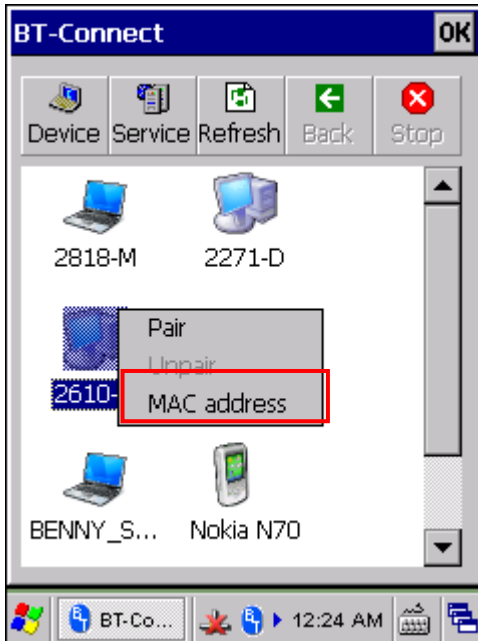 BT-Connect OK
Device Service Refresh Back Stop
2818-M 2271-D
Pair
Unpair
2610-
MAC address
BENNY_S... Nokia N70
BT-Co... 12:24 AM